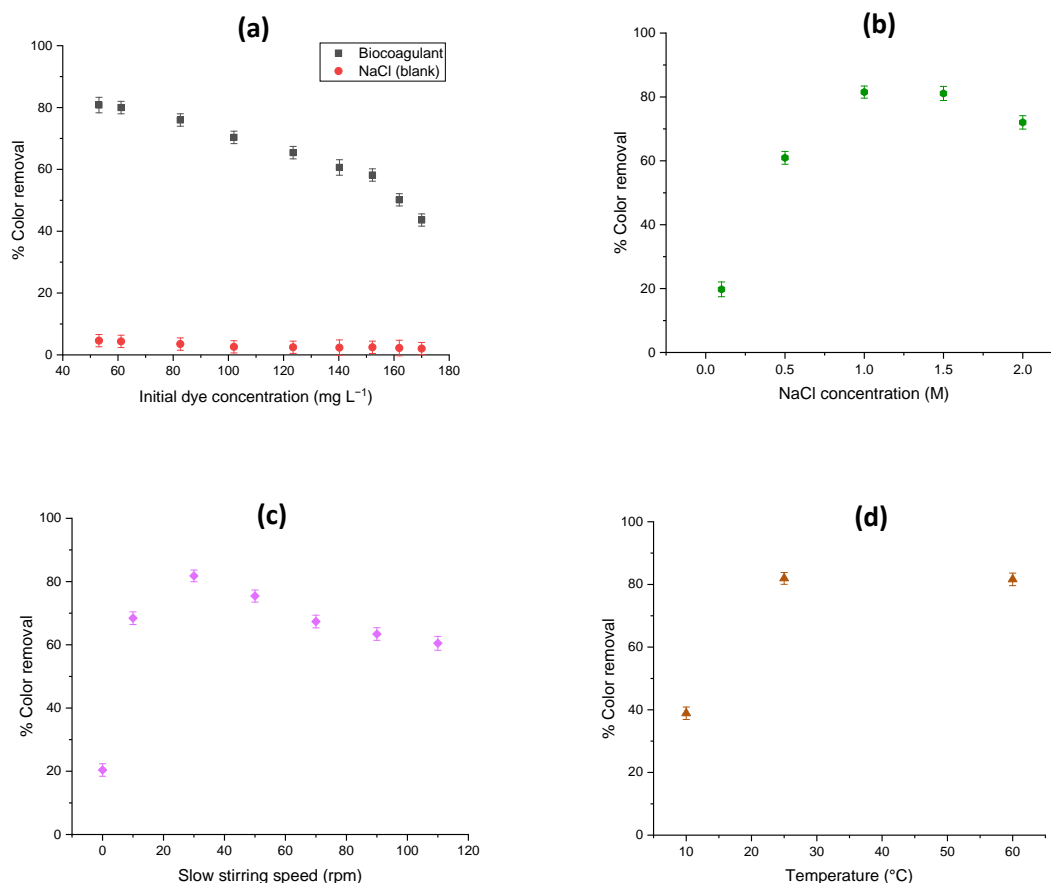 (a)
Biocoagulant
NaCl (blank)
100
80
60
40
20
0
% Color removal
40 60 80 100 120 140 160 180
Initial dye concentration (mg L⁻¹)
(b)
100
80
60
40
20
0
% Color removal
0.0 0.5 1.0 1.5 2.0
NaCl concentration (M)
(c)
100
80
60
40
20
0
% Color removal
0 20 40 60 80 100 120
Slow stirring speed (rpm)
(d)
100
80
60
40
20
0
% Color removal
10 20 30 40 50 60
Temperature (°C)